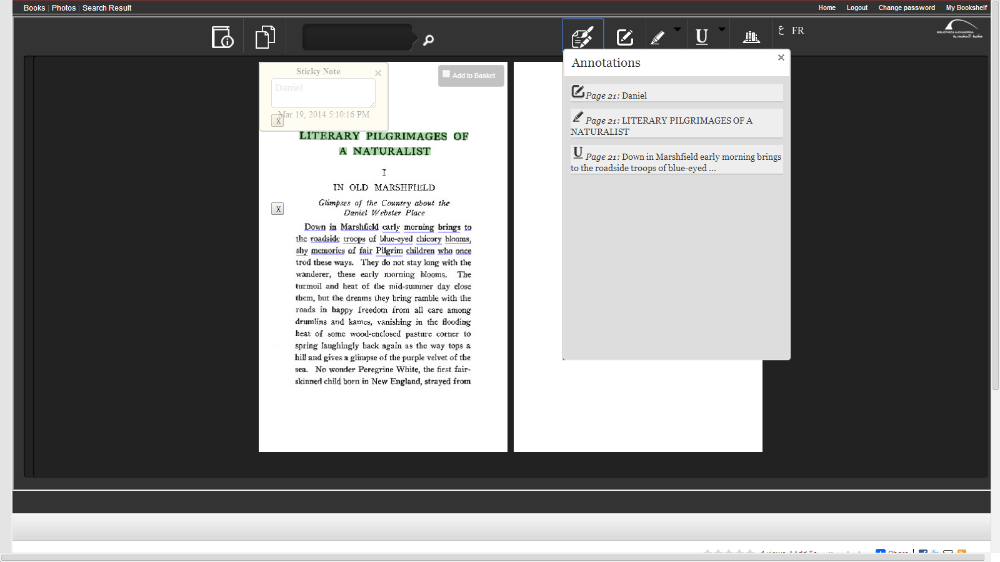 Books | Photos | Search Result
Home Logout Change password My Bookshelf
ع FR
BIBLIOTHECA ALEXANDRINA
مكتبة الإسكندرية
Sticky Note
Daniel
Mar 19, 2014 5:10:16 PM
X
Add to Basket
LITERARY PILGRIMAGES OF
A NATURALIST
I
IN OLD MARSHFIELD
Glimpses of the Country about the
Daniel Webster Place
X
Down in Marshfield early morning brings to
the roadside troops of blue-eyed chicory blooms,
shy memories of fair Pilgrim children who once
trod these ways. They do not stay long with the
wanderer, these early morning blooms. The
turmoil and heat of the mid-summer day close
them, but the dreams they bring ramble with the
roads in happy freedom from all care among
drumlins and kames, vanishing in the flooding
heat of some wood-enclosed pasture corner to
spring laughingly back again as the way tops a
hill and gives a glimpse of the purple velvet of the
sea. No wonder Peregrine White, the first fair-
skinned child born in New England, strayed from
Annotations
Page 21: Daniel
Page 21: LITERARY PILGRIMAGES OF A
NATURALIST
U Page 21: Down in Marshfield early morning brings
to the roadside troops of blue-eyed ...
U